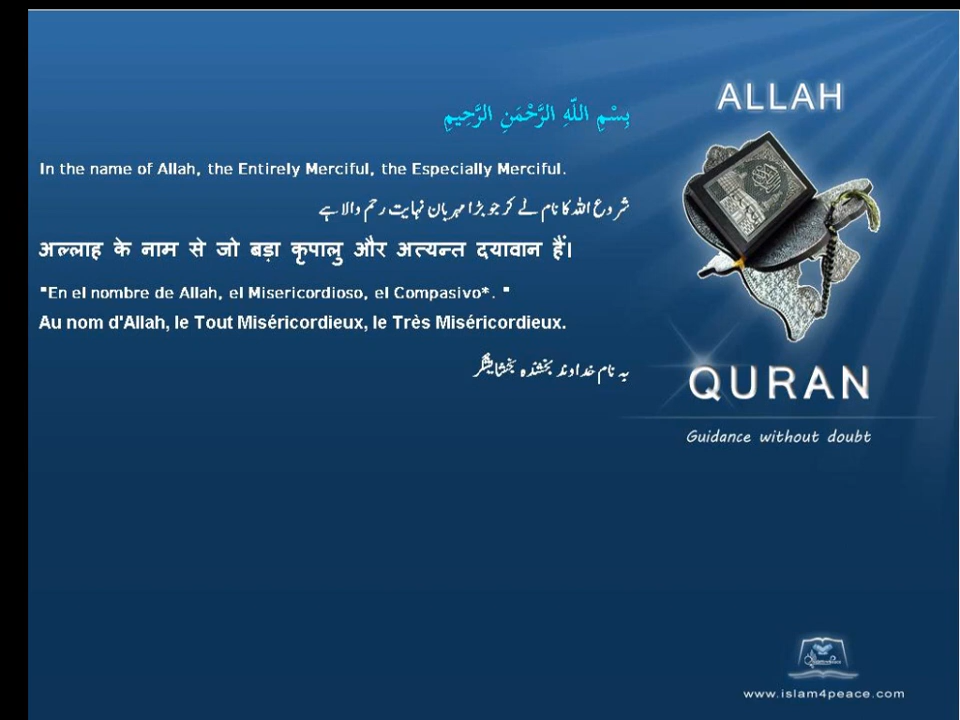 بِسْمِ اللّهِ الرَّحْمَنِ الرَّحِيمِ
In the name of Allah, the Entirely Merciful, the Especially Merciful.
شروع اللہ کا نام لے کر جو بڑا مہربان نہایت رحم والا ہے
अल्लाह के नाम से जो बड़ा कृपालु और अत्यन्त दयावान हैं।
"En el nombre de Allah, el Misericordioso, el Compasivo*. "
Au nom d'Allah, le Tout Miséricordieux, le Très Miséricordieux.
به نام خداوند بخشنده بخشایشگر
ALLAH
QURAN
Guidance without doubt
www.islam4peace.com